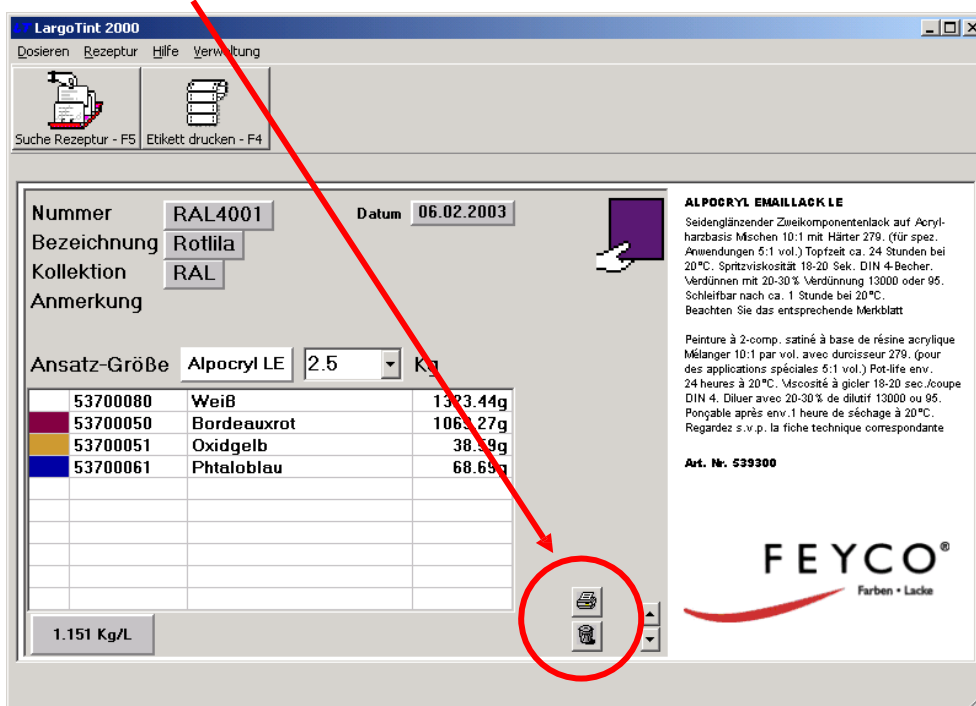 LargoTint 2000
Dosieren Rezeptur Hilfe Verwaltung
Suche Rezeptur - F5 Etikett drucken - F4
Nummer RAL4001 Datum 06.02.2003
Bezeichnung Rotlila
Kollektion RAL
Anmerkung
Ansatz-Größe Alpocryl LE 2.5 Kg
53700080 Weiß 1323.44g
53700050 Bordeauxrot 1069.27g
53700051 Oxidgelb 38.59g
53700061 Phtaloblau 68.69g
1.151 Kg/L
ALPOCRYL EMAILLACK LE
Seidenglänzender Zweikomponentenlack auf Acryl-
harzbasis Mischen 10:1 mit Härter 279. (für spez.
Anwendungen 5:1 vol.) Topfzeit ca. 24 Stunden bei
20°C. Spritzviskosität 18-20 Sek. DIN 4-Becher.
Verdünnen mit 20-30% Verdünnung 13000 oder 95.
Schleifbar nach ca. 1 Stunde bei 20°C.
Beachten Sie das entsprechende Merkblatt
Peinture à 2-comp. satiné à base de résine acrylique
Mélanger 10:1 par vol. avec durcisseur 279. (pour
des applications spéciales 5:1 vol.) Pot-life env.
24 heures à 20°C. Viscosité à gicler 18-20 sec./coupe
DIN 4. Diluer avec 20-30% de dilutif 13000 ou 95.
Ponçable après env.1 heure de séchage à 20°C.
Regardez s.v.p. la fiche technique correspondante
Art. Nr. 539300
FEYCO®
Farben • Lacke